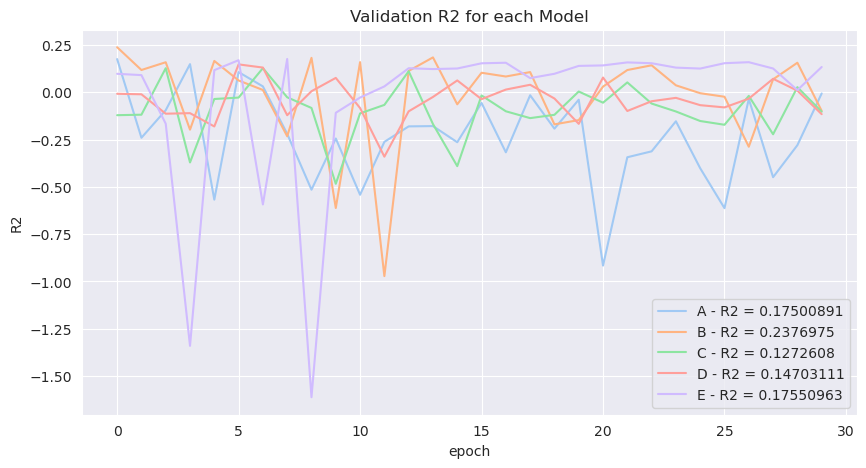 Validation R2 for each Model
R2
0.25
0.00
−0.25
−0.50
−0.75
−1.00
−1.25
−1.50
A - R2 = 0.17500891
B - R2 = 0.2376975
C - R2 = 0.1272608
D - R2 = 0.14703111
E - R2 = 0.17550963
0 5 10 15 20 25 30
epoch